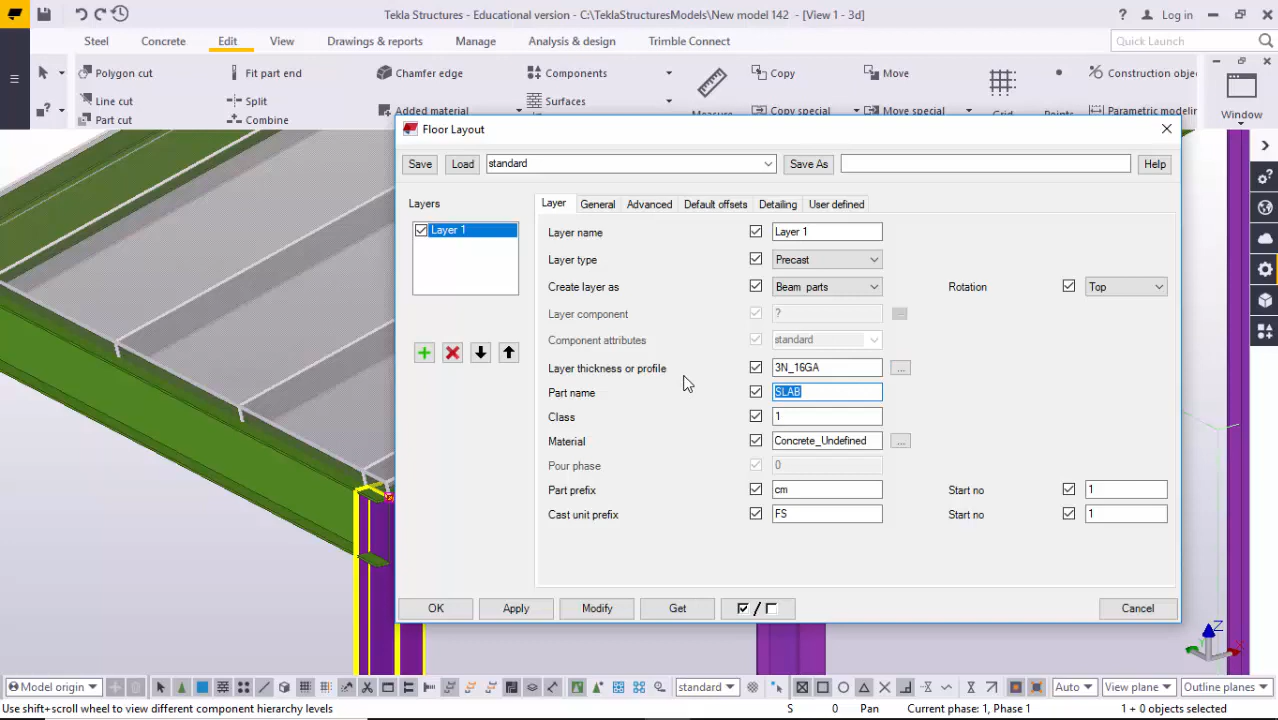 Tekla Structures - Educational version - C:\TeklaStructuresModels\New model 142 - [View 1 - 3d]
? Log in
Steel Concrete Edit View Drawings & reports Manage Analysis & design Trimble Connect Quick Launch
Polygon cut Fit part end Chamfer edge Components Copy Move Construction obje
Line cut Split Surfaces
Part cut Combine Added material Measure Copy special Move special Grid Points Parametric modelin Window
Floor Layout
Save Load standard Save As Help
Layers
Layer 1
Layer General Advanced Default offsets Detailing User defined
Layer name Layer 1
Layer type Precast
Create layer as Beam parts Rotation Top
Layer component ? ...
Component attributes standard
Layer thickness or profile 3N_16GA ...
Part name SLAB
Class 1
Material Concrete_Undefined ...
Pour phase 0
Part prefix cm Start no 1
Cast unit prefix FS Start no 1
OK Apply Modify Get / Cancel
Z
Model origin standard Auto View plane Outline planes
Use shift+scroll wheel to view different component hierarchy levels S 0 Pan Current phase: 1, Phase 1 1 + 0 objects selected